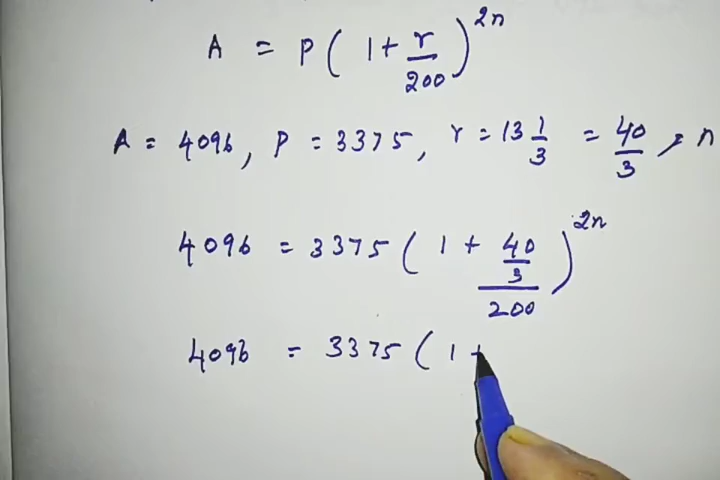 A = P ( 1 + r/200 )^2n
A = 4096, P = 3375, r = 13 1/3 = 40/3, n
4096 = 3375 ( 1 + 40/3/200 )^2n
4096 = 3375 ( 1 +